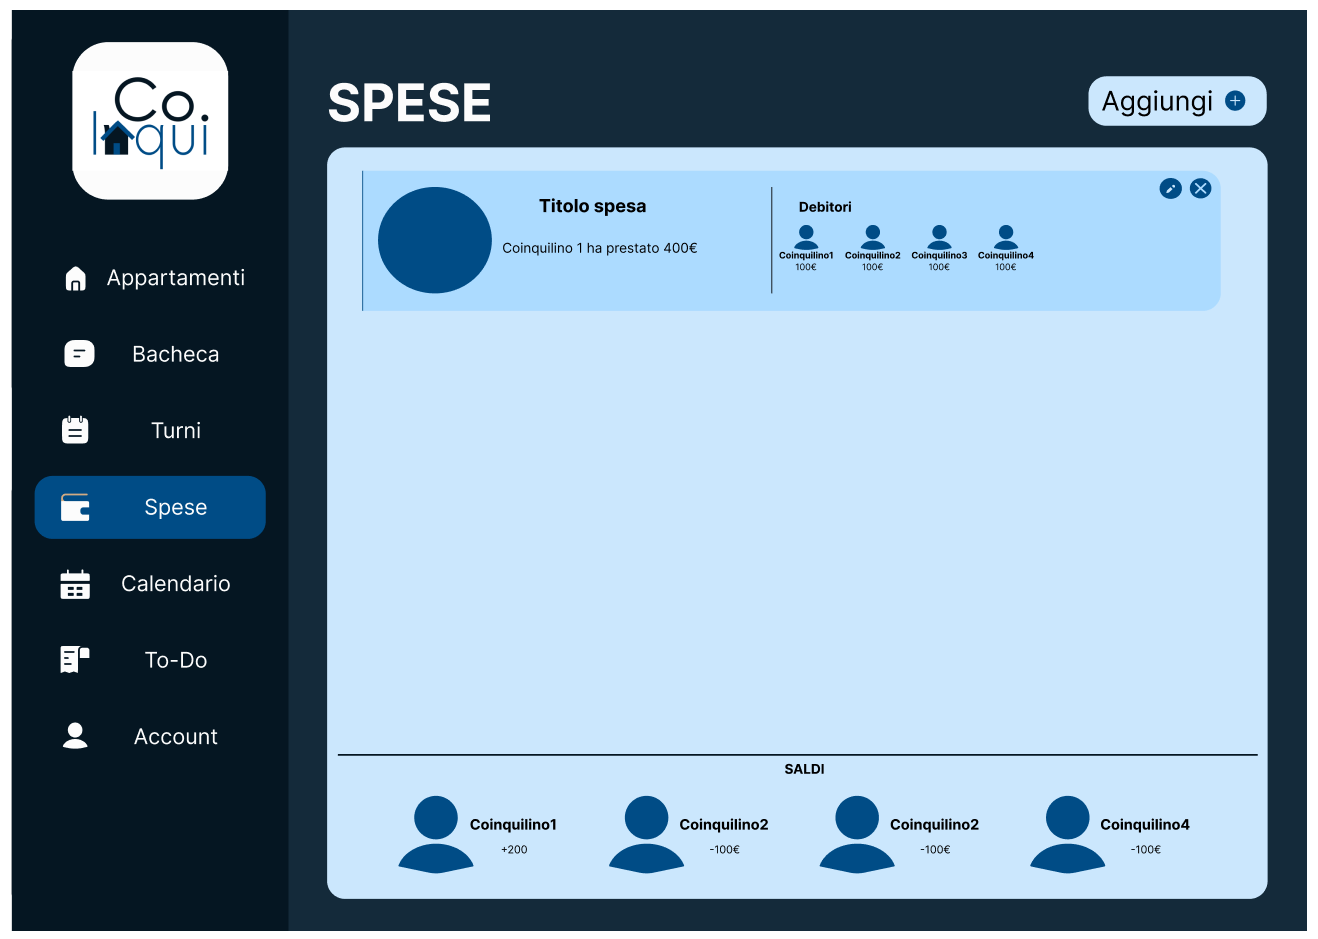 Co.
Inqui
SPESE
Aggiungi
Titolo spesa
Coinquilino 1 ha prestato 400€
Debitori
Coinquilino1 Coinquilino2 Coinquilino3 Coinquilino4
100€ 100€ 100€ 100€
Appartamenti
Bacheca
Turni
Spese
Calendario
To-Do
Account
SALDI
Coinquilino1 Coinquilino2 Coinquilino2 Coinquilino4
+200 -100€ -100€ -100€